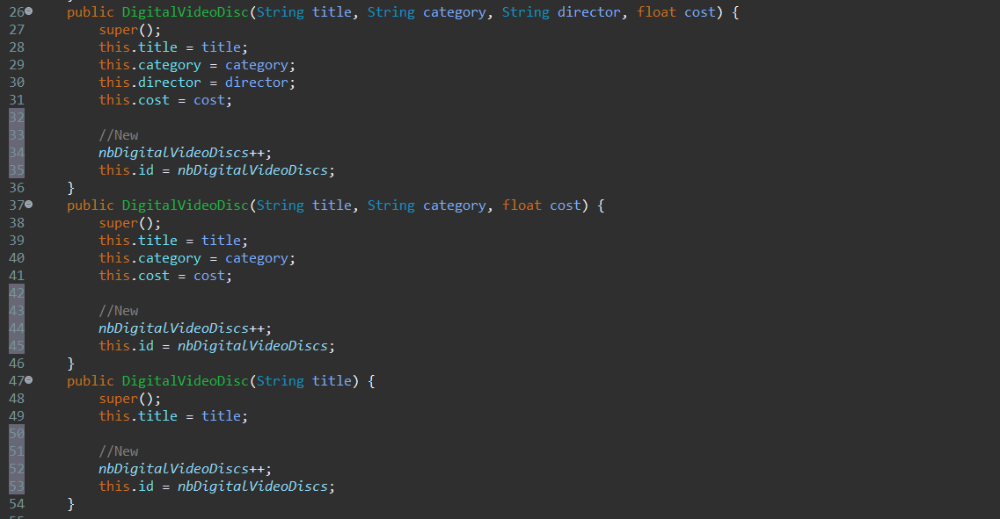 26 public DigitalVideoDisc(String title, String category, String director, float cost) {
27 super();
28 this.title = title;
29 this.category = category;
30 this.director = director;
31 this.cost = cost;
32
33 //New
34 nbDigitalVideoDiscs++;
35 this.id = nbDigitalVideoDiscs;
36 }
37 public DigitalVideoDisc(String title, String category, float cost) {
38 super();
39 this.title = title;
40 this.category = category;
41 this.cost = cost;
42
43 //New
44 nbDigitalVideoDiscs++;
45 this.id = nbDigitalVideoDiscs;
46 }
47 public DigitalVideoDisc(String title) {
48 super();
49 this.title = title;
50
51 //New
52 nbDigitalVideoDiscs++;
53 this.id = nbDigitalVideoDiscs;
54 }